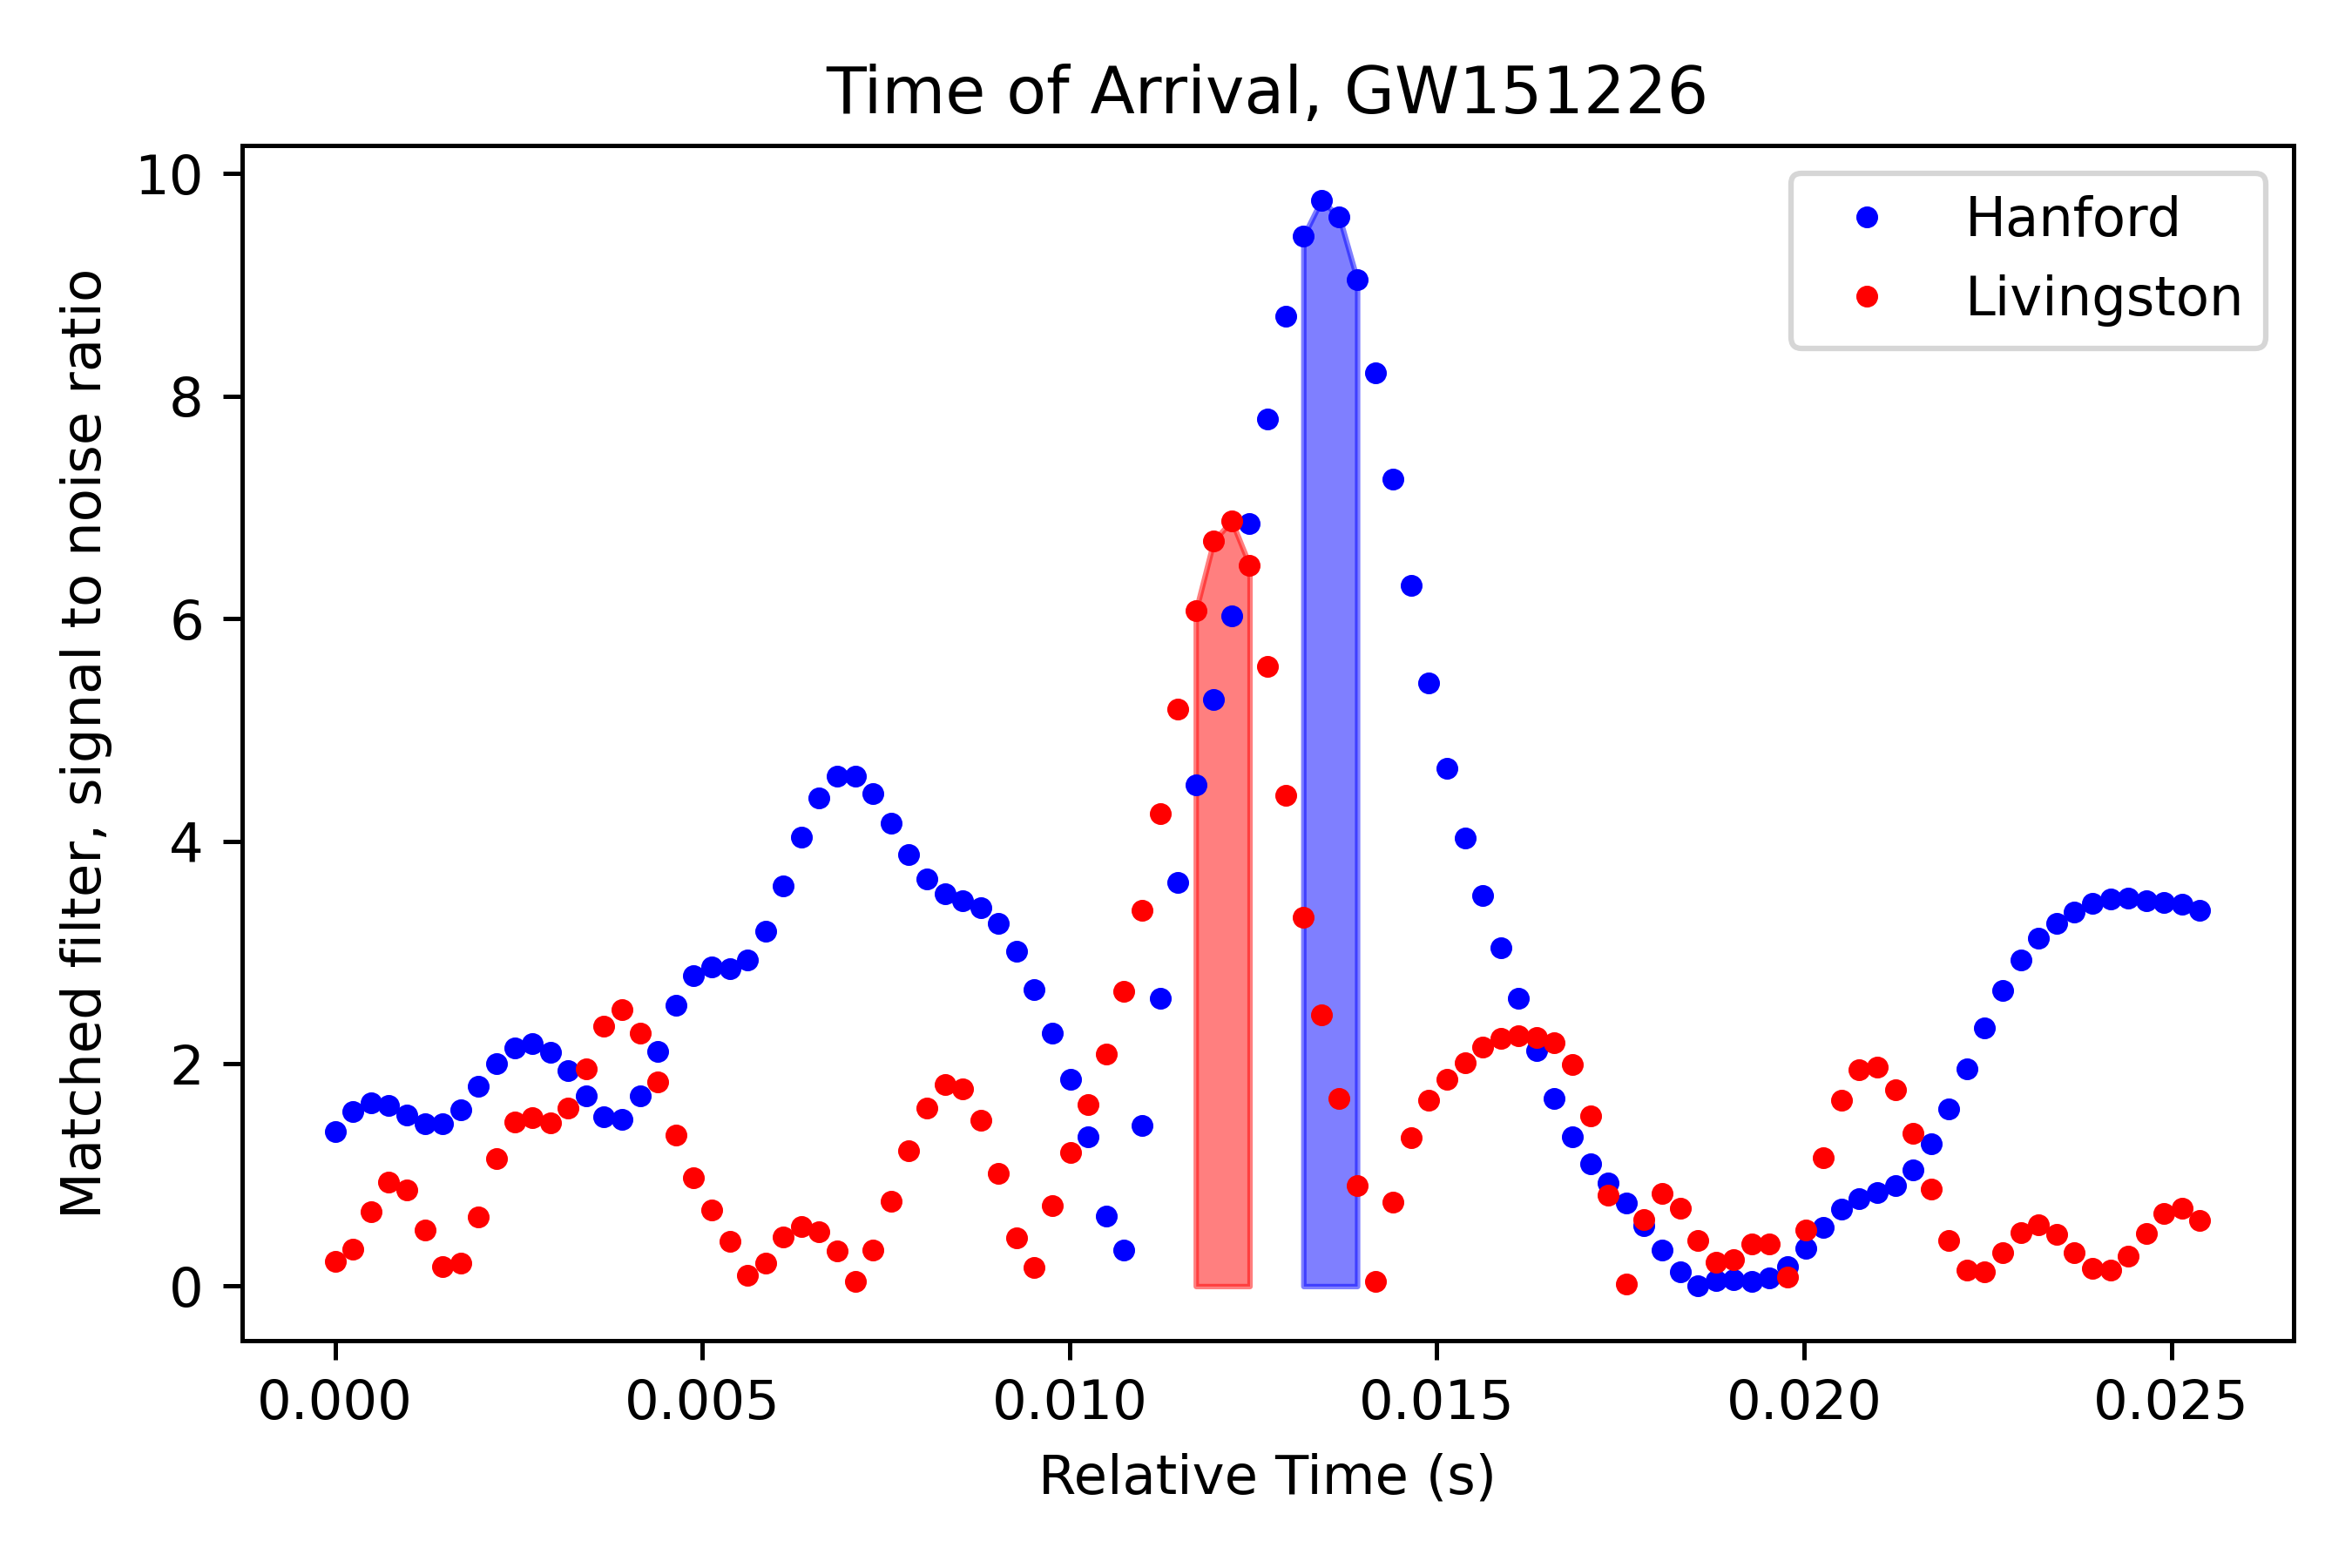 Time of Arrival, GW151226
Matched filter, signal to noise ratio
10
8
6
4
2
0
Hanford
Livingston
0.000 0.005 0.010 0.015 0.020 0.025
Relative Time (s)